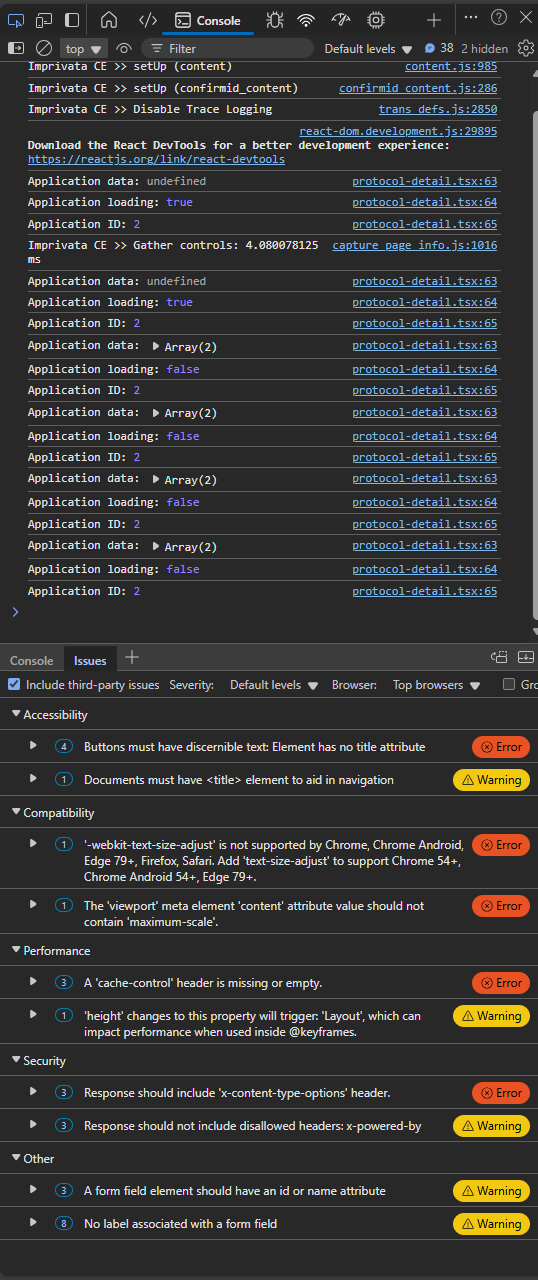 Console
top
Filter
Default levels
38
2 hidden
Imprivata CE >> setUp (content) content.js:985
Imprivata CE >> setUp (confirmid_content) confirmid content.js:286
Imprivata CE >> Disable Trace Logging trans defs.js:2850
react-dom.development.js:29895
Download the React DevTools for a better development experience:
https://reactjs.org/link/react-devtools
Application data: undefined protocol-detail.tsx:63
Application loading: true protocol-detail.tsx:64
Application ID: 2 protocol-detail.tsx:65
Imprivata CE >> Gather controls: 4.080078125 capture page info.js:1016
ms
Application data: undefined protocol-detail.tsx:63
Application loading: true protocol-detail.tsx:64
Application ID: 2 protocol-detail.tsx:65
Application data: Array(2) protocol-detail.tsx:63
Application loading: false protocol-detail.tsx:64
Application ID: 2 protocol-detail.tsx:65
Application data: Array(2) protocol-detail.tsx:63
Application loading: false protocol-detail.tsx:64
Application ID: 2 protocol-detail.tsx:65
Application data: Array(2) protocol-detail.tsx:63
Application loading: false protocol-detail.tsx:64
Application ID: 2 protocol-detail.tsx:65
Application data: Array(2) protocol-detail.tsx:63
Application loading: false protocol-detail.tsx:64
Application ID: 2 protocol-detail.tsx:65
Console Issues
Include third-party issues Severity: Default levels Browser: Top browsers Gro
Accessibility
4 Buttons must have discernible text: Element has no title attribute Error
1 Documents must have <title> element to aid in navigation Warning
Compatibility
1 '-webkit-text-size-adjust' is not supported by Chrome, Chrome Android, Error
Edge 79+, Firefox, Safari. Add 'text-size-adjust' to support Chrome 54+,
Chrome Android 54+, Edge 79+.
1 The 'viewport' meta element 'content' attribute value should not Error
contain 'maximum-scale'.
Performance
3 A 'cache-control' header is missing or empty. Error
1 'height' changes to this property will trigger: 'Layout', which can Warning
impact performance when used inside @keyframes.
Security
3 Response should include 'x-content-type-options' header. Error
3 Response should not include disallowed headers: x-powered-by Warning
Other
3 A form field element should have an id or name attribute Warning
8 No label associated with a form field Warning